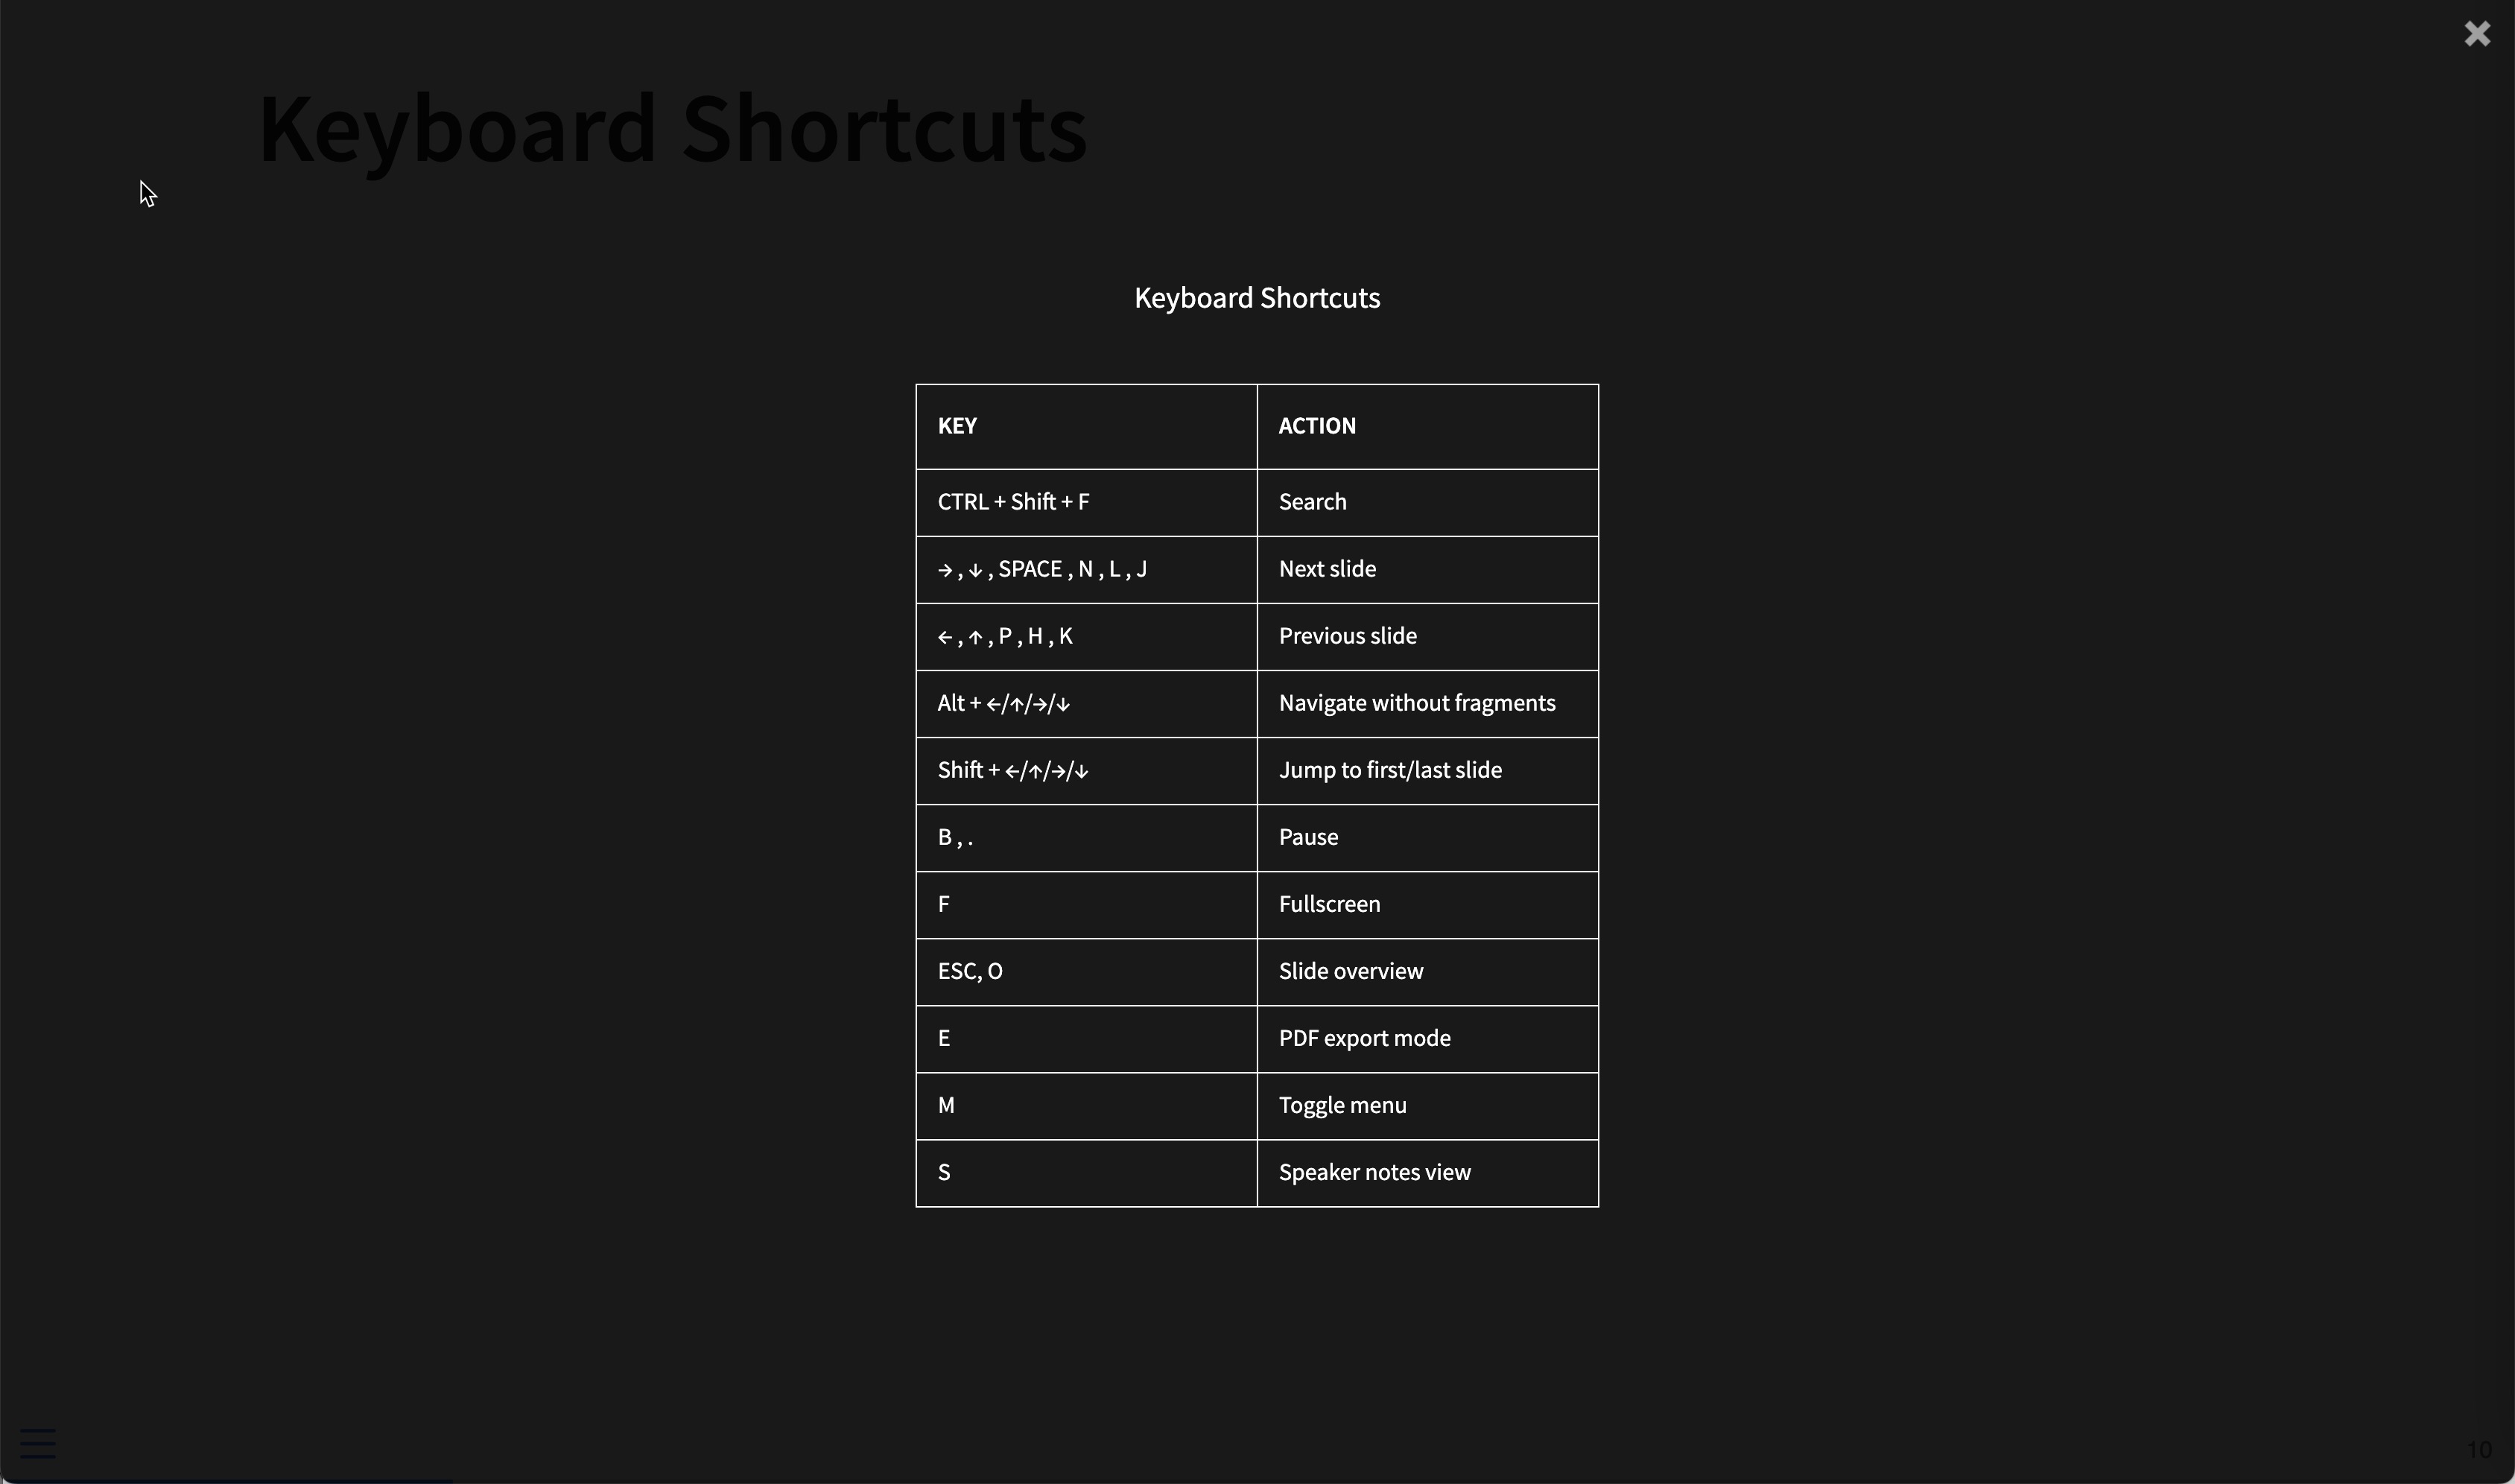 Keyboard Shortcuts
Keyboard Shortcuts
KEY ACTION
CTRL + Shift + F Search
→ , ↓ , SPACE , N , L , J Next slide
← , ↑ , P , H , K Previous slide
Alt + ←/↑/→/↓ Navigate without fragments
Shift + ←/↑/→/↓ Jump to first/last slide
B , . Pause
F Fullscreen
ESC, O Slide overview
E PDF export mode
M Toggle menu
S Speaker notes view
10